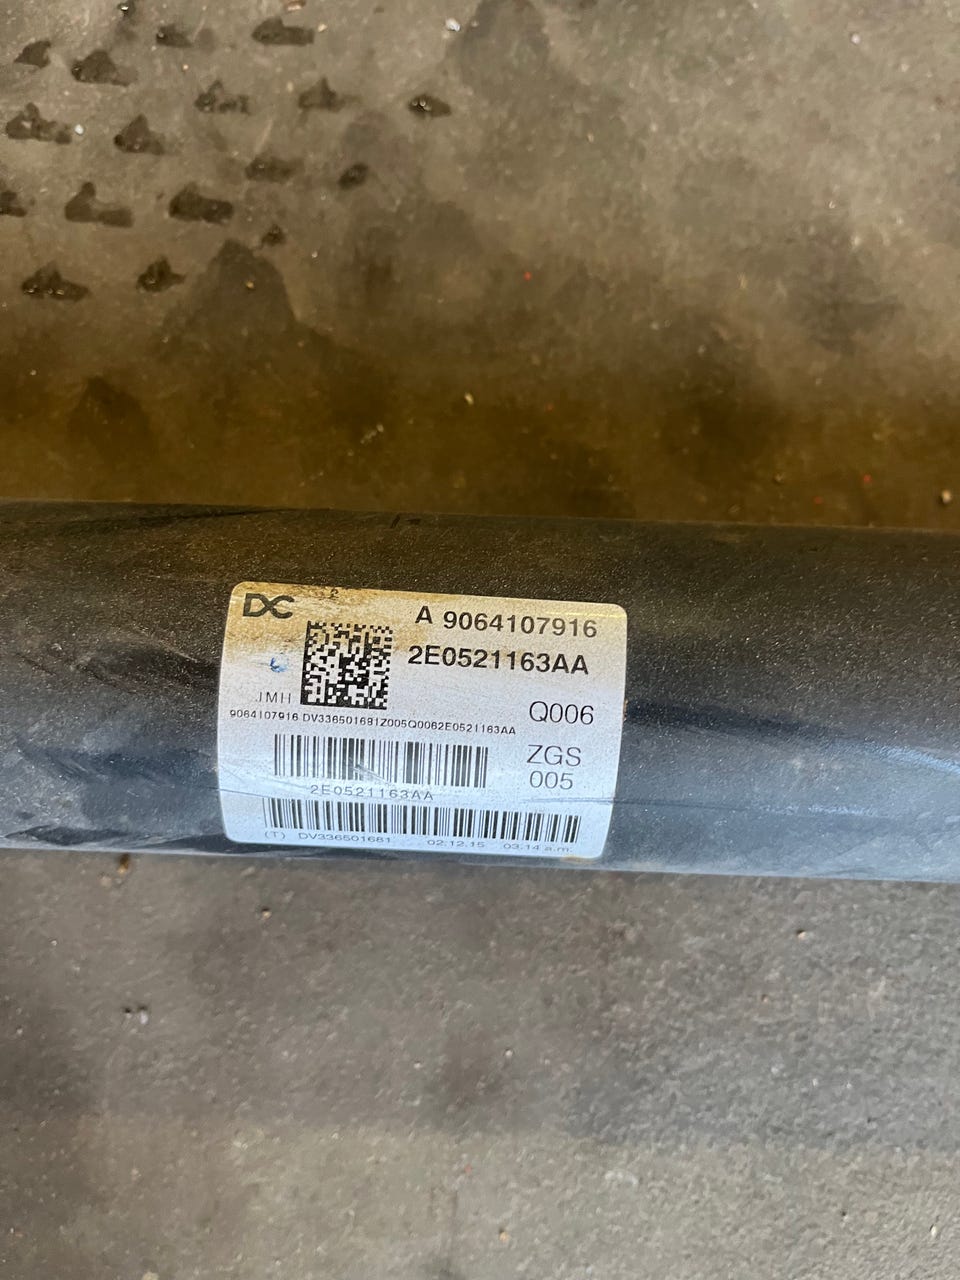 DC
A 9064107916
2E0521163AA
JMH
Q006
9064107916 DV336501681Z005Q0062E0521163AA
ZGS
005
2E0521163AA
(T) DV336501681 02.12.15 03.14 a.m.